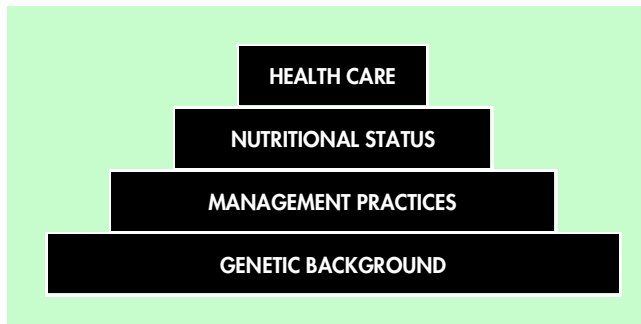 HEALTH CARE
NUTRITIONAL STATUS
MANAGEMENT PRACTICES
GENETIC BACKGROUND